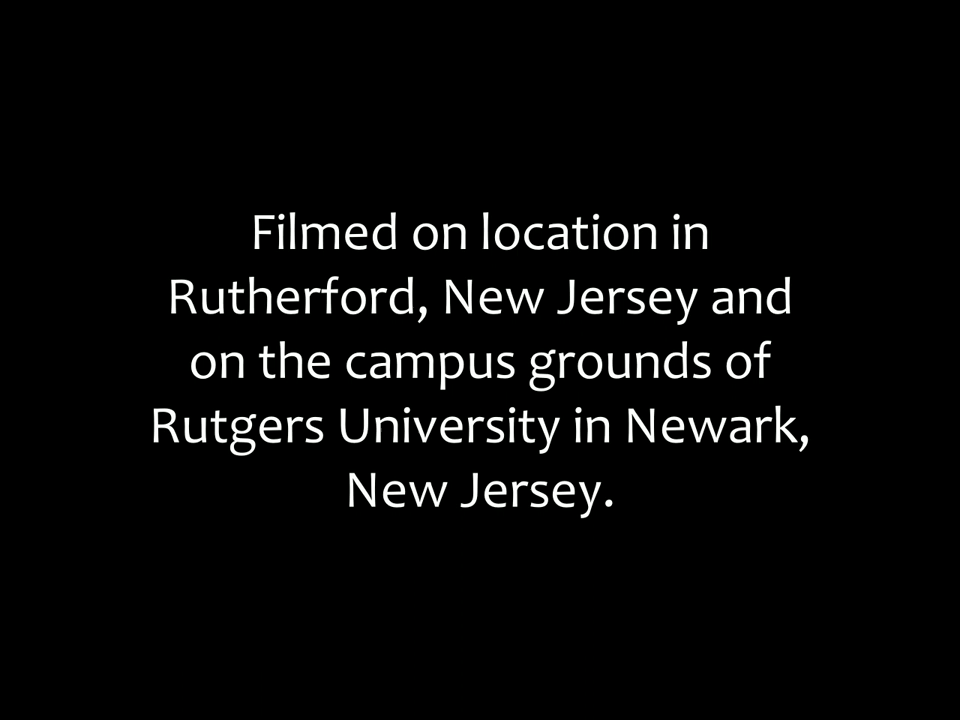 Filmed on location in
Rutherford, New Jersey and
on the campus grounds of
Rutgers University in Newark,
New Jersey.